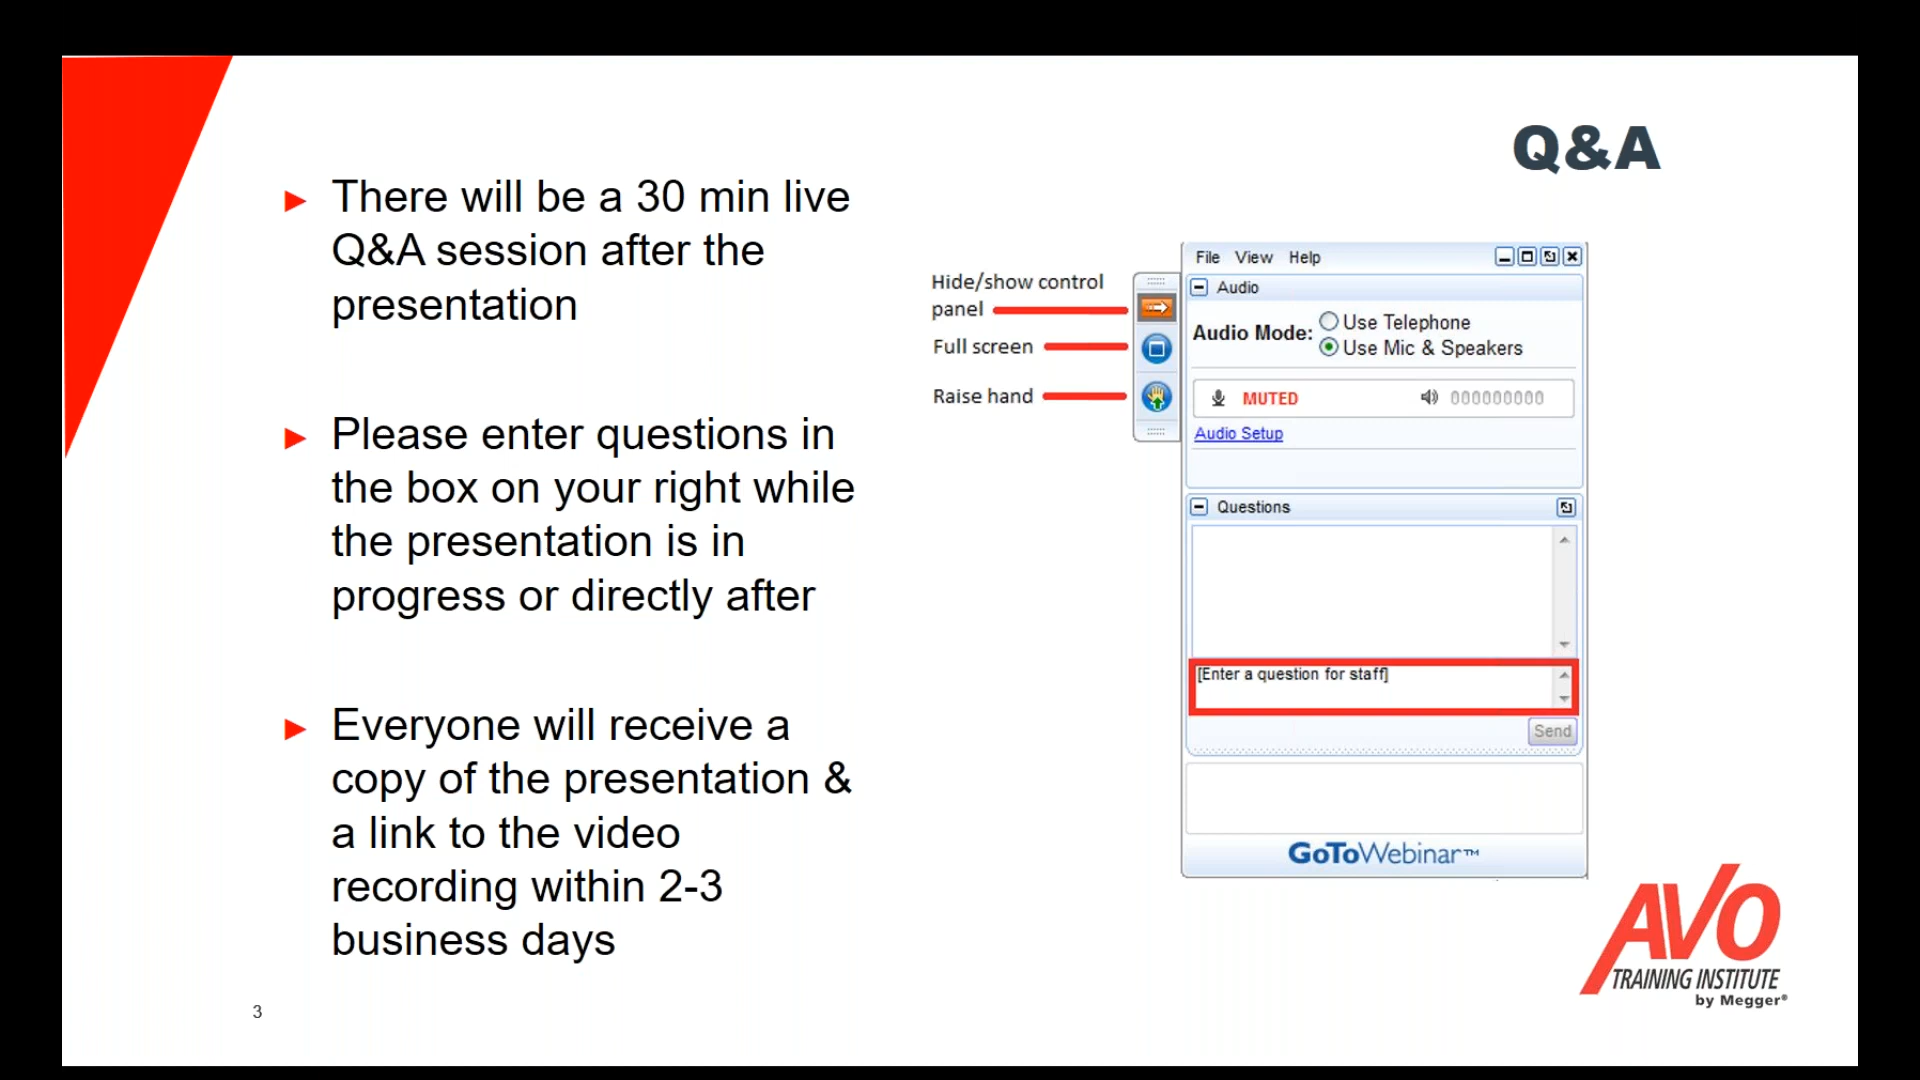 Q&A
► There will be a 30 min live
Q&A session after the
presentation
► Please enter questions in
the box on your right while
the presentation is in
progress or directly after
► Everyone will receive a
copy of the presentation &
a link to the video
recording within 2-3
business days
Hide/show control
panel
Full screen
Raise hand
File View Help
Audio
Audio Mode: Use Telephone
Use Mic & Speakers
MUTED 000000000
Audio Setup
Questions
[Enter a question for staff]
Send
GoToWebinar™
AVO
TRAINING INSTITUTE
by Megger®
3